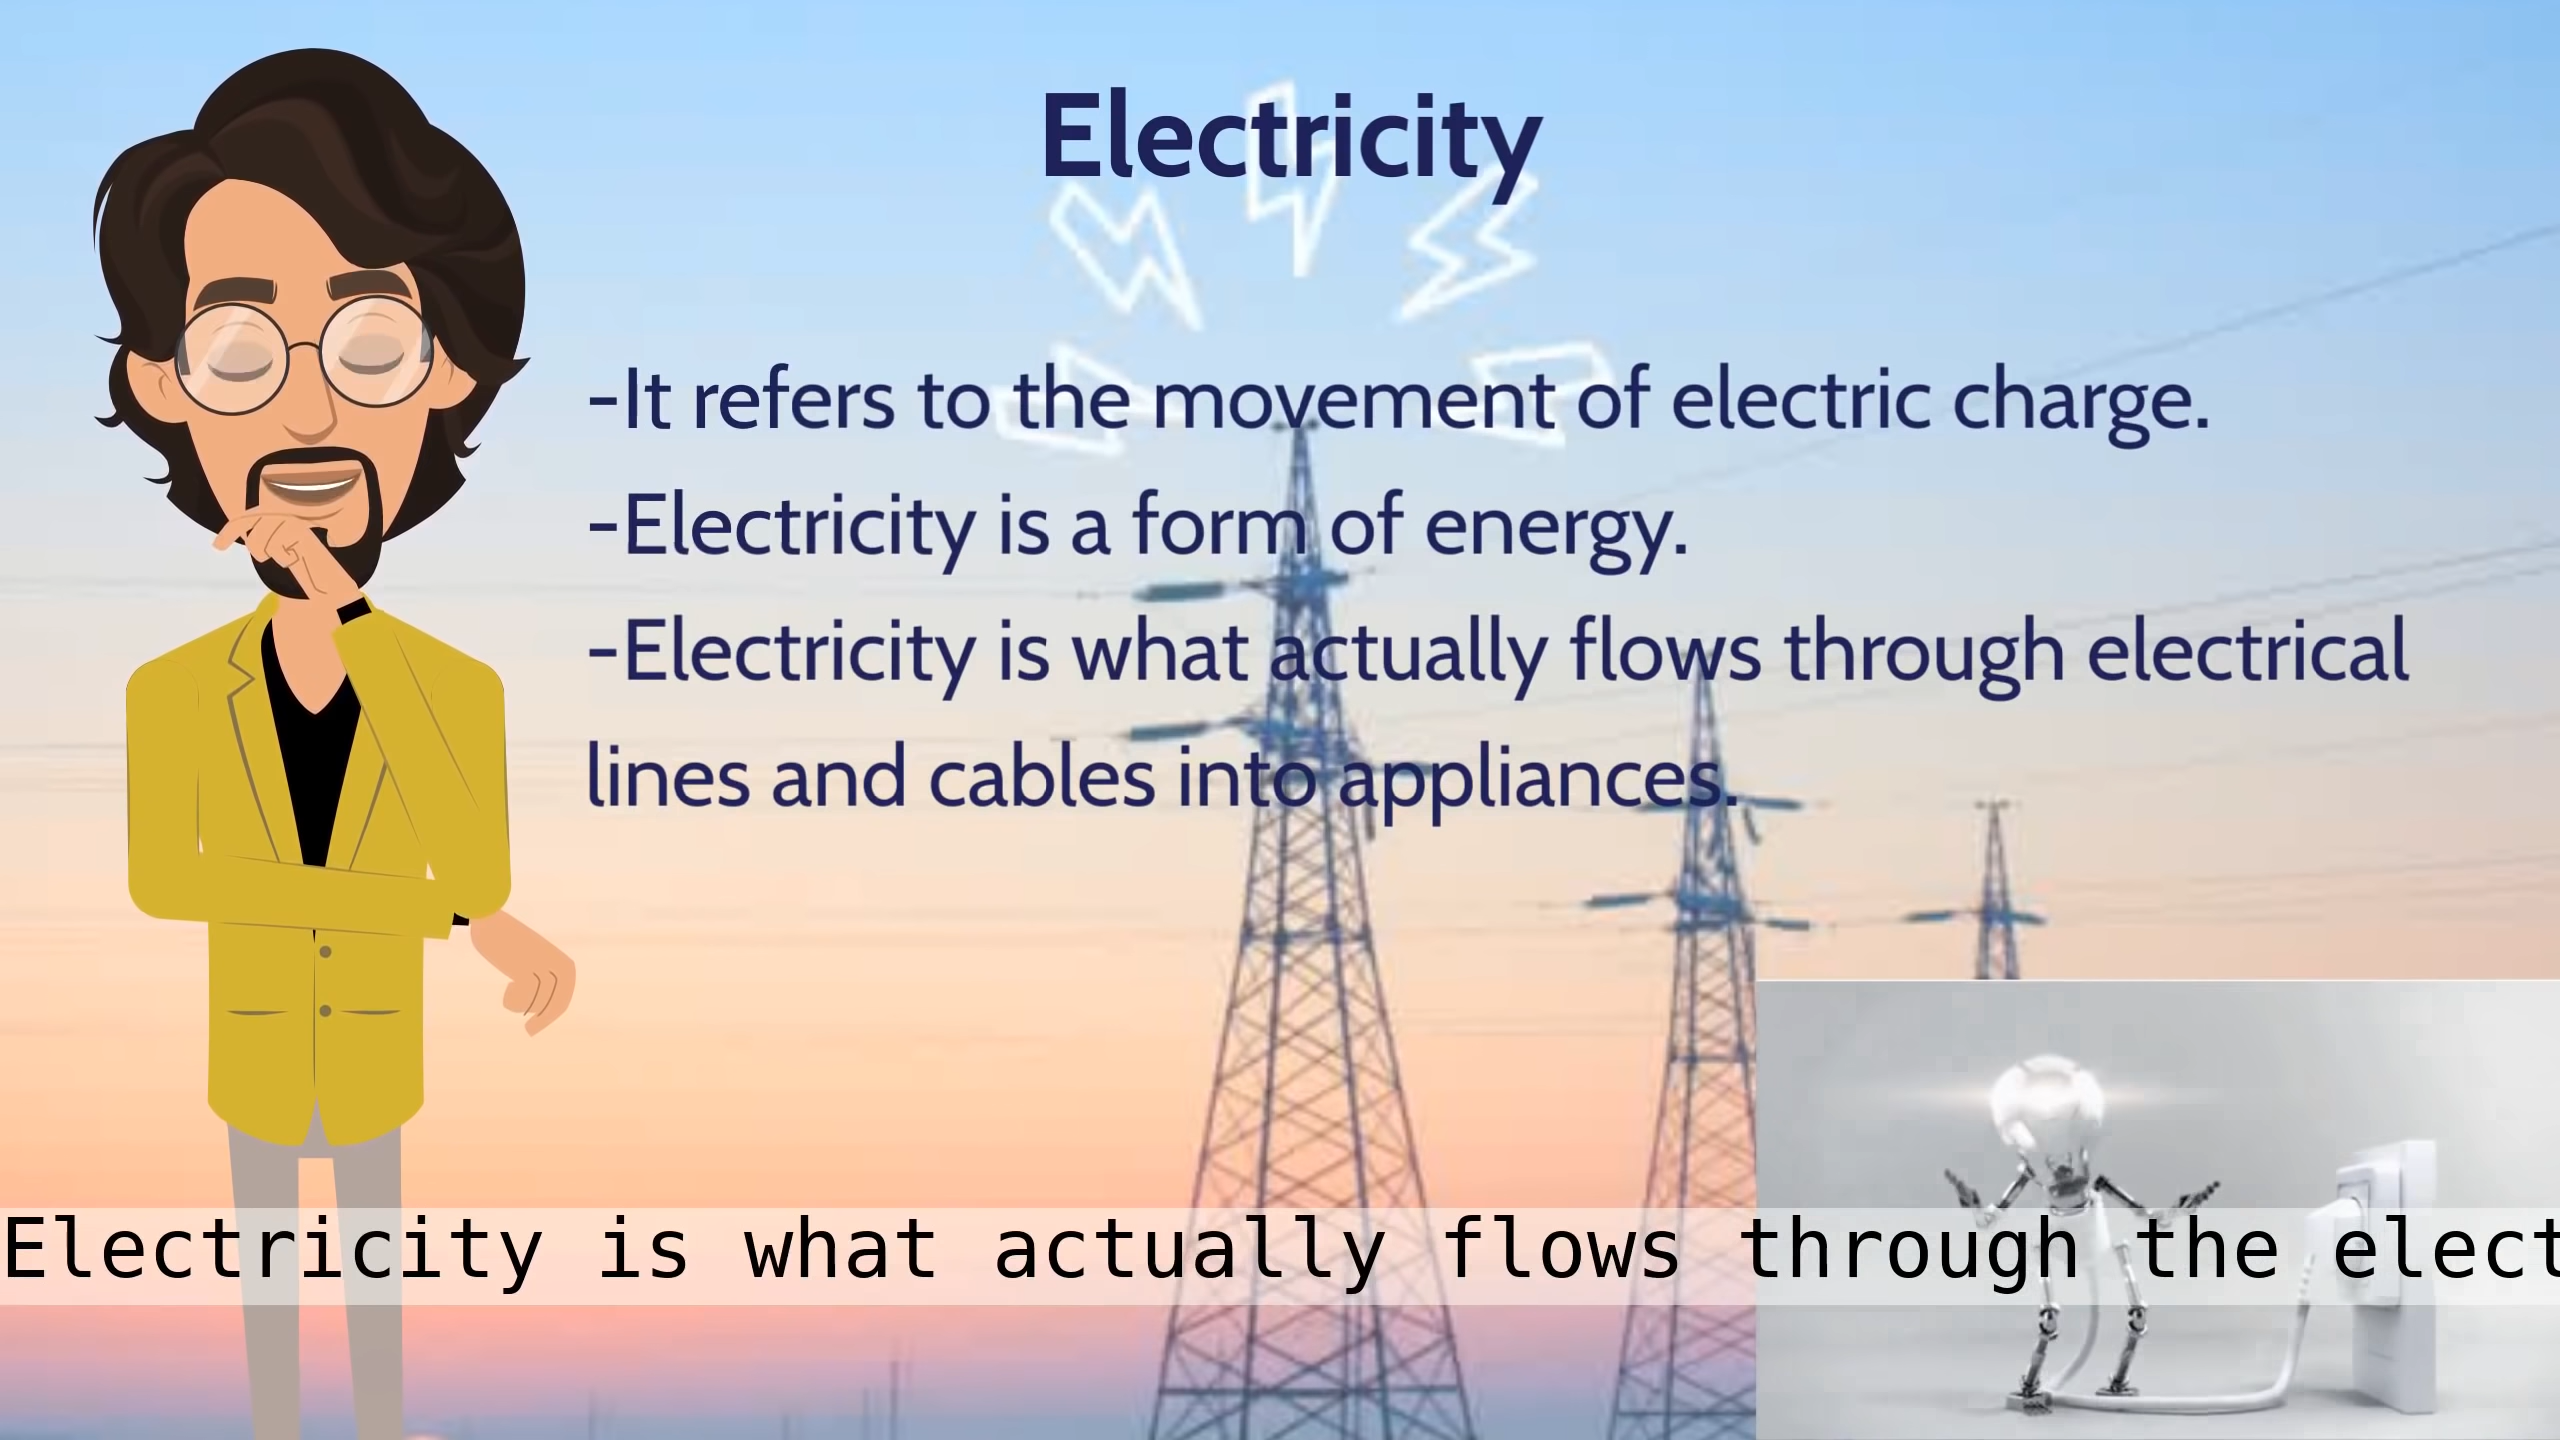 Electricity
-It refers to the movement of electric charge.
-Electricity is a form of energy.
-Electricity is what actually flows through electrical
lines and cables into appliances.
Electricity is what actually flows through the elect